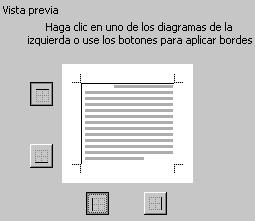 Vista previa
Haga clic en uno de los diagramas de la
izquierda o use los botones para aplicar bordes